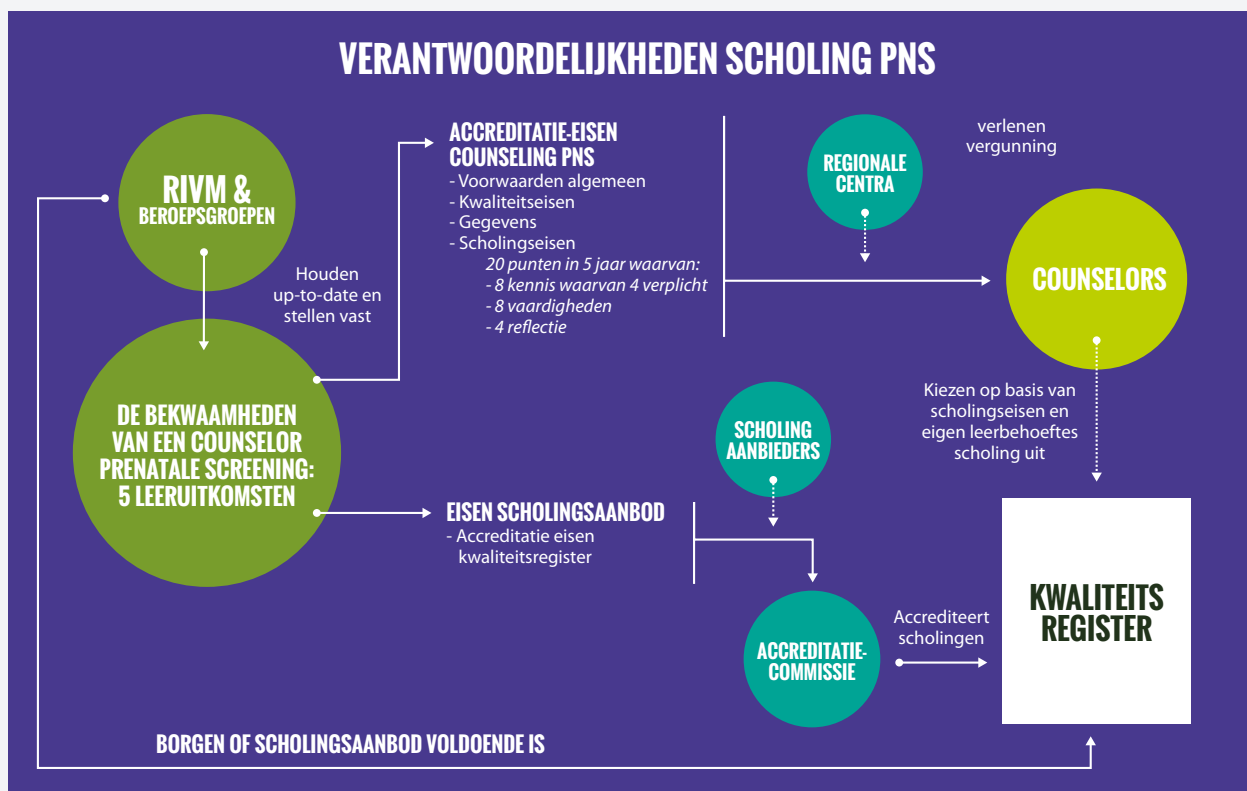 VERANTWOORDELIJKHEDEN SCHOLING PNS
RIVM &
BEROEPSGROEPEN
Houden
up-to-date en
stellen vast
DE BEKWAAMHEDEN
VAN EEN COUNSELOR
PRENATALE SCREENING:
5 LEERUITKOMSTEN
ACCREDITATIE-EISEN
COUNSELING PNS
- Voorwaarden algemeen
- Kwaliteitseisen
- Gegevens
- Scholingseisen
20 punten in 5 jaar waarvan:
- 8 kennis waarvan 4 verplicht
- 8 vaardigheden
- 4 reflectie
REGIONALE
CENTRA
verlenen
vergunning
COUNSELORS
Kiezen op basis van
scholingseisen en
eigen leerbehoeftes
scholing uit
EISEN SCHOLINGSAANBOD
- Accreditatie eisen
kwaliteitsregister
SCHOLING
AANBIEDERS
ACCREDITATIE-
COMMISSIE
Accrediteert
scholingen
KWALITEITS
REGISTER
BORGEN OF SCHOLINGSAANBOD VOLDOENDE IS